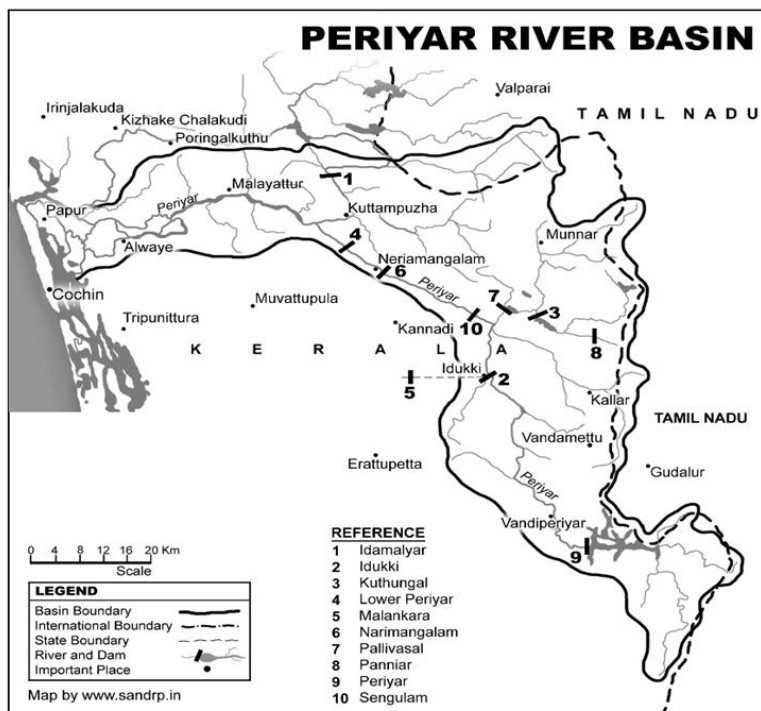 PERIYAR RIVER BASIN
Valparai
Irinjalakuda
TAMIL NADU
Kizhake Chalakudi
Poringalkuthu
1
Malayattur
Periyar
Kuttampuzha
Papur
4
Munnar
Alwaye
Neriamangalam
6
Periyar
Cochin
Muvattupula
7
3
Tripunittura
Kannadi
10
8
KERALA
Idukki
5
2
Kallar
TAMIL NADU
Vandamettu
Erattupetta
Gudalur
Periyar
Vandiperiyar
9
0 4 8 12 16 20 Km
Scale
LEGEND
Basin Boundary
International Boundary
State Boundary
River and Dam
Important Place
Map by www.sandrp.in
REFERENCE
1 Idamalyar
2 Idukki
3 Kuthungal
4 Lower Periyar
5 Malankara
6 Narimangalam
7 Pallivasal
8 Panniar
9 Periyar
10 Sengulam